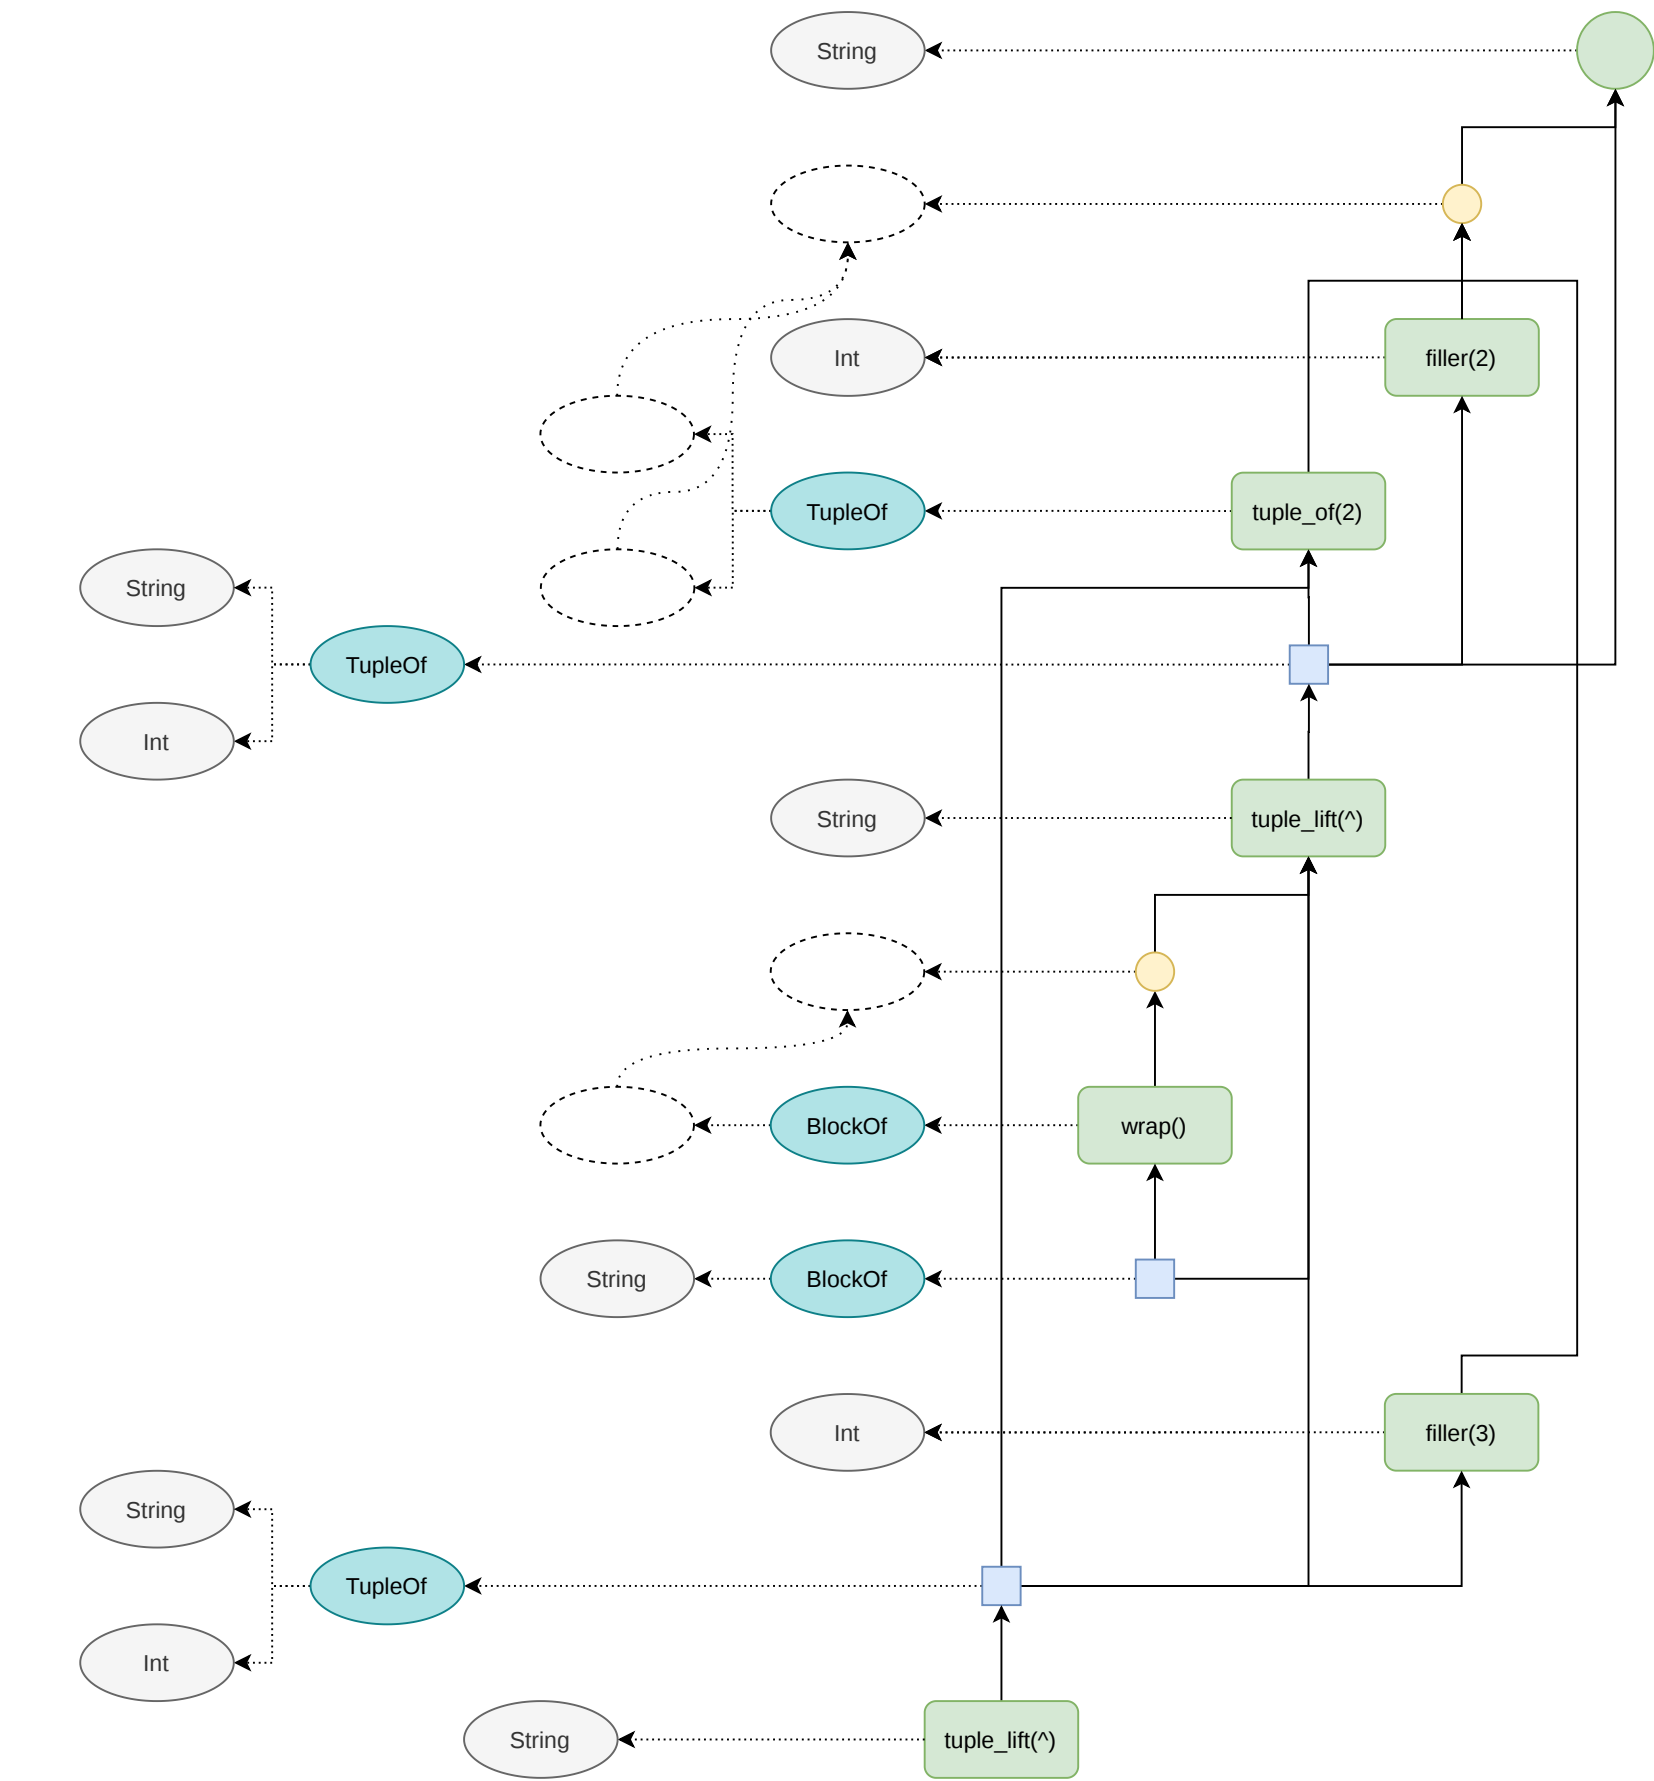 String
Int
filler(2)
TupleOf
tuple_of(2)
String
TupleOf
Int
String
tuple_lift(^)
BlockOf
wrap()
String
BlockOf
Int
filler(3)
String
TupleOf
Int
String
tuple_lift(^)